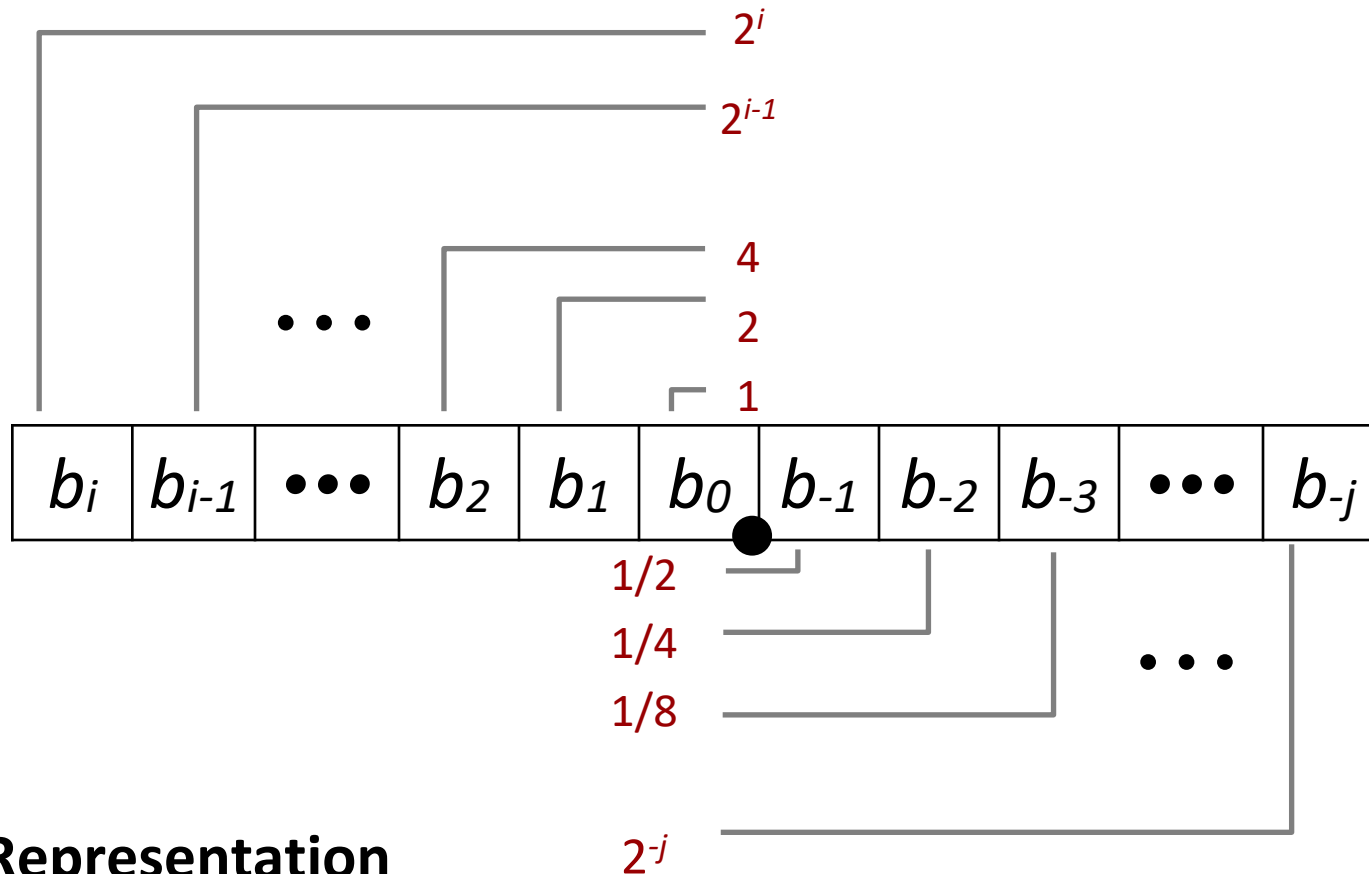 2^i
2^{i-1}
4
2
1
b_i b_{i-1} ••• b_2 b_1 b_0 . b_{-1} b_{-2} b_{-3} ••• b_{-j}
1/2
1/4
1/8
2^{-j}
Representation